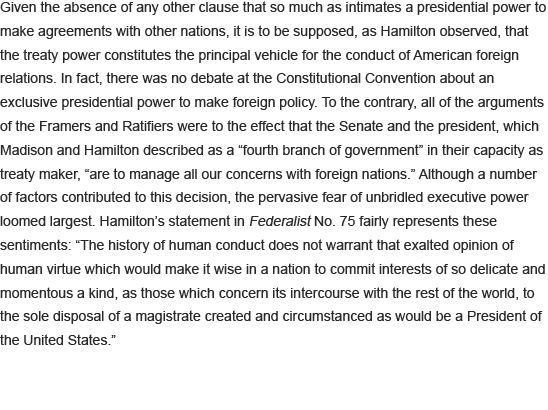 Given the absence of any other clause that so much as intimates a presidential power to
make agreements with other nations, it is to be supposed, as Hamilton observed, that
the treaty power constitutes the principal vehicle for the conduct of American foreign
relations. In fact, there was no debate at the Constitutional Convention about an
exclusive presidential power to make foreign policy. To the contrary, all of the arguments
of the Framers and Ratifiers were to the effect that the Senate and the president, which
Madison and Hamilton described as a “fourth branch of government” in their capacity as
treaty maker, “are to manage all our concerns with foreign nations.” Although a number
of factors contributed to this decision, the pervasive fear of unbridled executive power
loomed largest. Hamilton’s statement in Federalist No. 75 fairly represents these
sentiments: “The history of human conduct does not warrant that exalted opinion of
human virtue which would make it wise in a nation to commit interests of so delicate and
momentous a kind, as those which concern its intercourse with the rest of the world, to
the sole disposal of a magistrate created and circumstanced as would be a President of
the United States.”